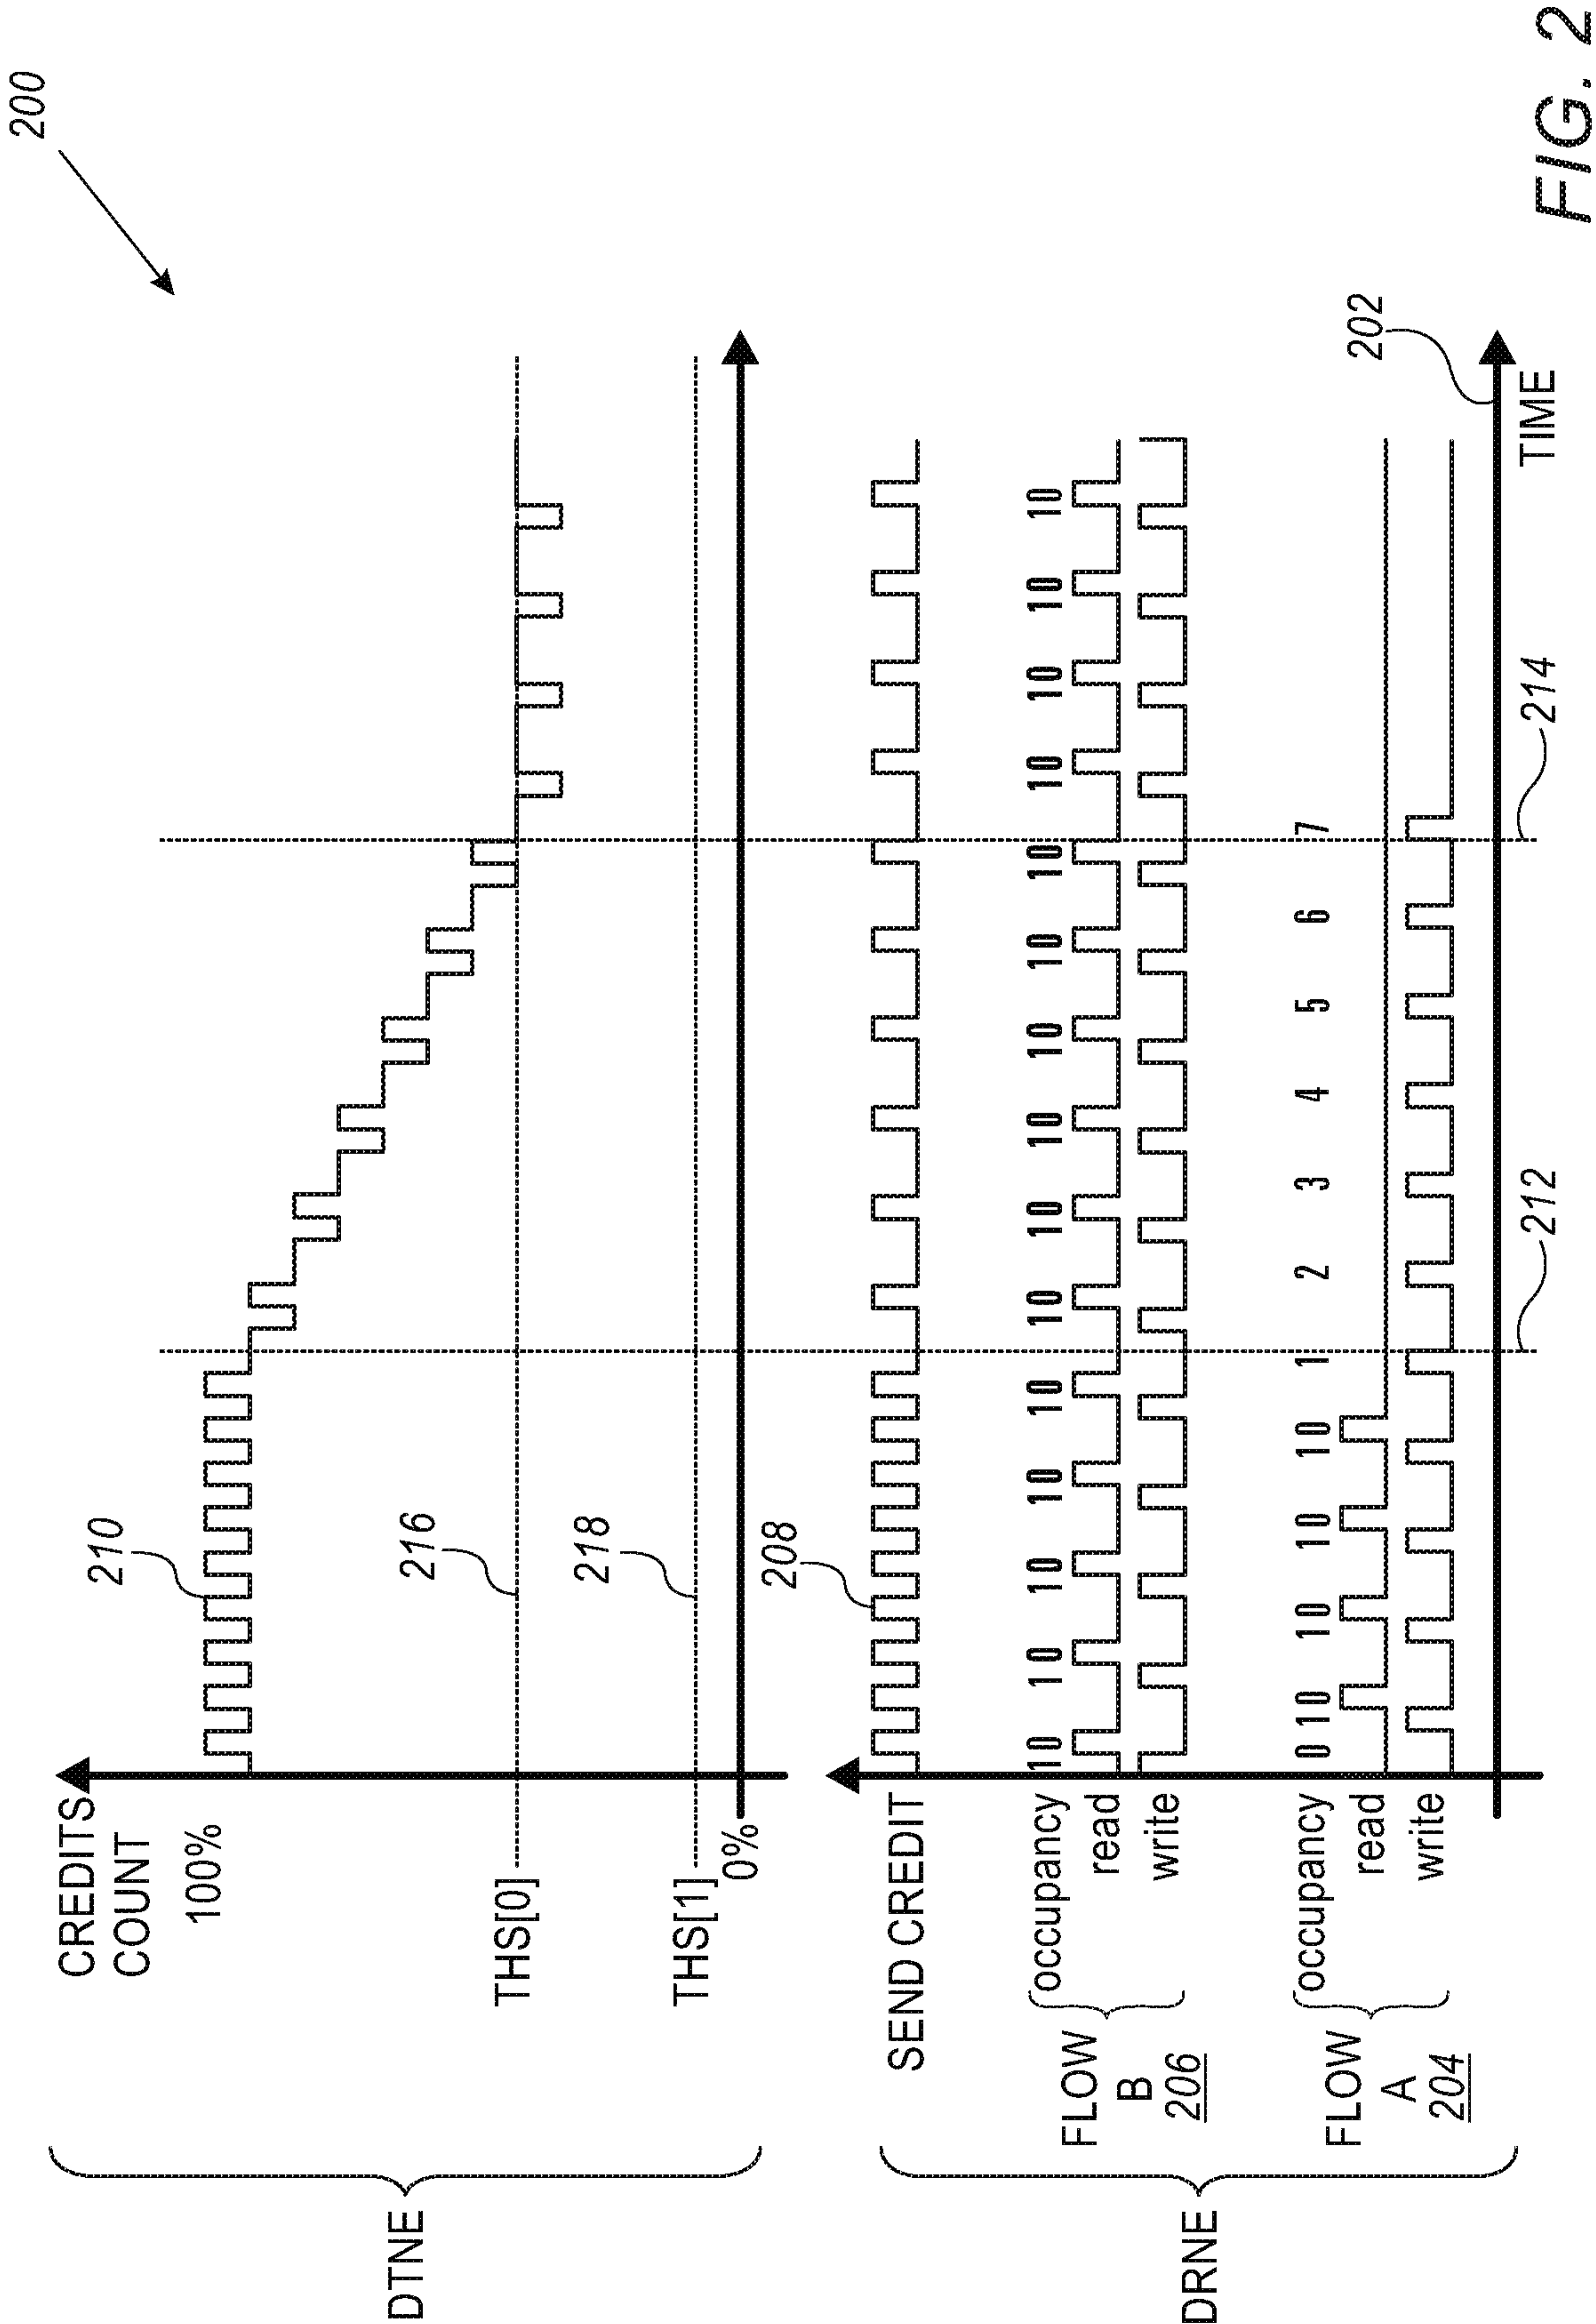 200
CREDITS
COUNT
100%
210
THS[0]
216
THS[1]
218
0%
DTNE
208
SEND CREDIT
occupancy 10 10 10 10 10 10 10 10 10 10 10 10 10 10 10
read
write
FLOW
B
206
occupancy 0 10 10 10 10 1 2 3 4 5 6 7
read
write
FLOW
A
204
DRNE
202
TIME
212
214
FIG. 2